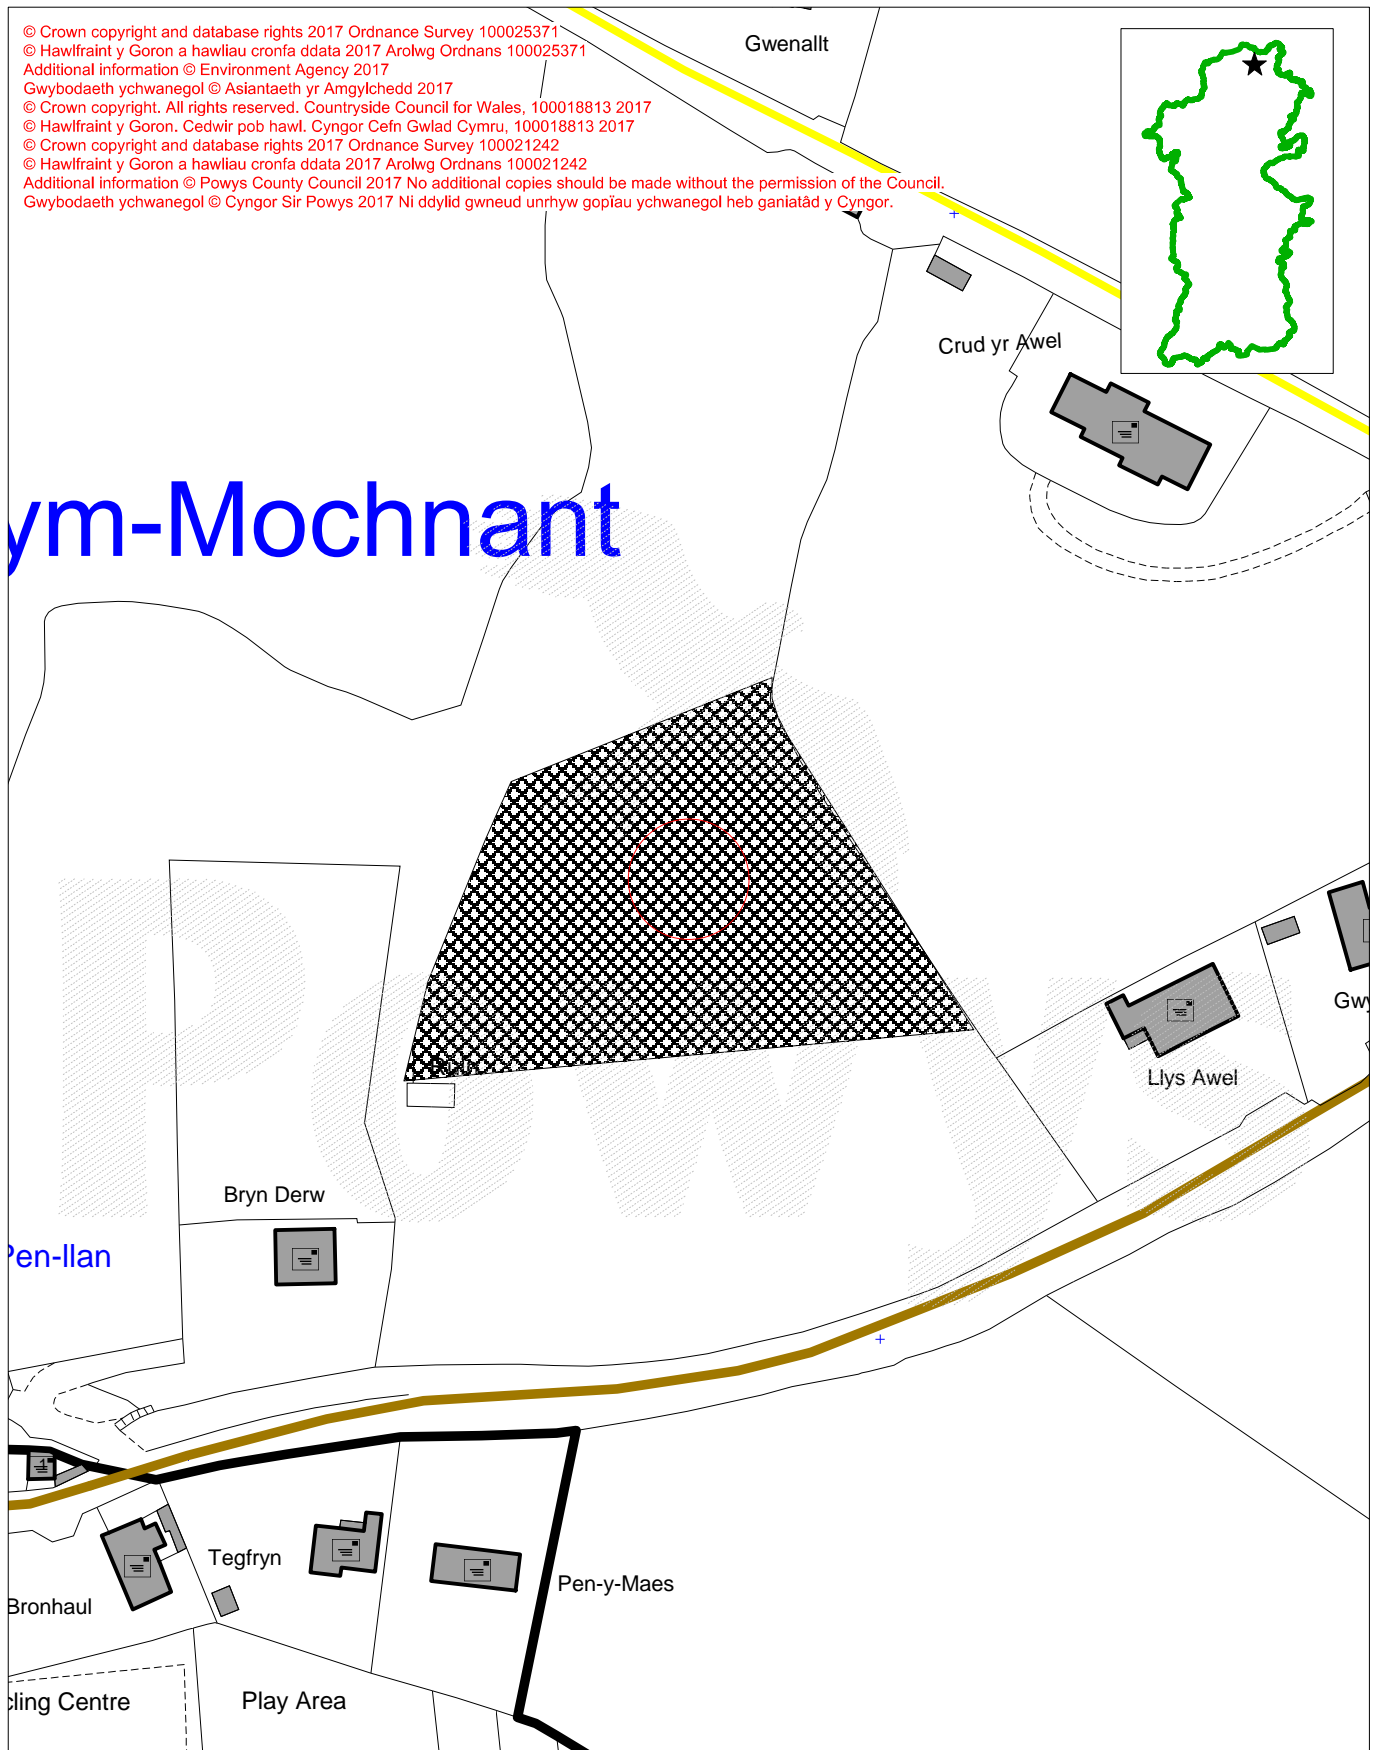 © Crown copyright and database rights 2017 Ordnance Survey 100025371
© Hawlfraint y Goron a hawliau cronfa ddata 2017 Arolwg Ordnans 100025371
Additional information © Environment Agency 2017
Gwybodaeth ychwanegol © Asiantaeth yr Amgylchedd 2017
© Crown copyright. All rights reserved. Countryside Council for Wales, 100018813 2017
© Hawlfraint y Goron. Cedwir pob hawl. Cyngor Cefn Gwlad Cymru, 100018813 2017
© Crown copyright and database rights 2017 Ordnance Survey 100021242
© Hawlfraint y Goron a hawliau cronfa ddata 2017 Arolwg Ordnans 100021242
Additional information © Powys County Council 2017 No additional copies should be made without the permission of the Council.
Gwybodaeth ychwanegol © Cyngor Sir Powys 2017 Ni ddylid gwneud unrhyw gopïau ychwanegol heb ganiatâd y Cyngor.
Gwenallt
Crud yr Awel
ym-Mochnant
Powys
Gwy
Llys Awel
Bryn Derw
Pen-llan
1
Tegfryn
Pen-y-Maes
Bronhaul
cling Centre
Play Area